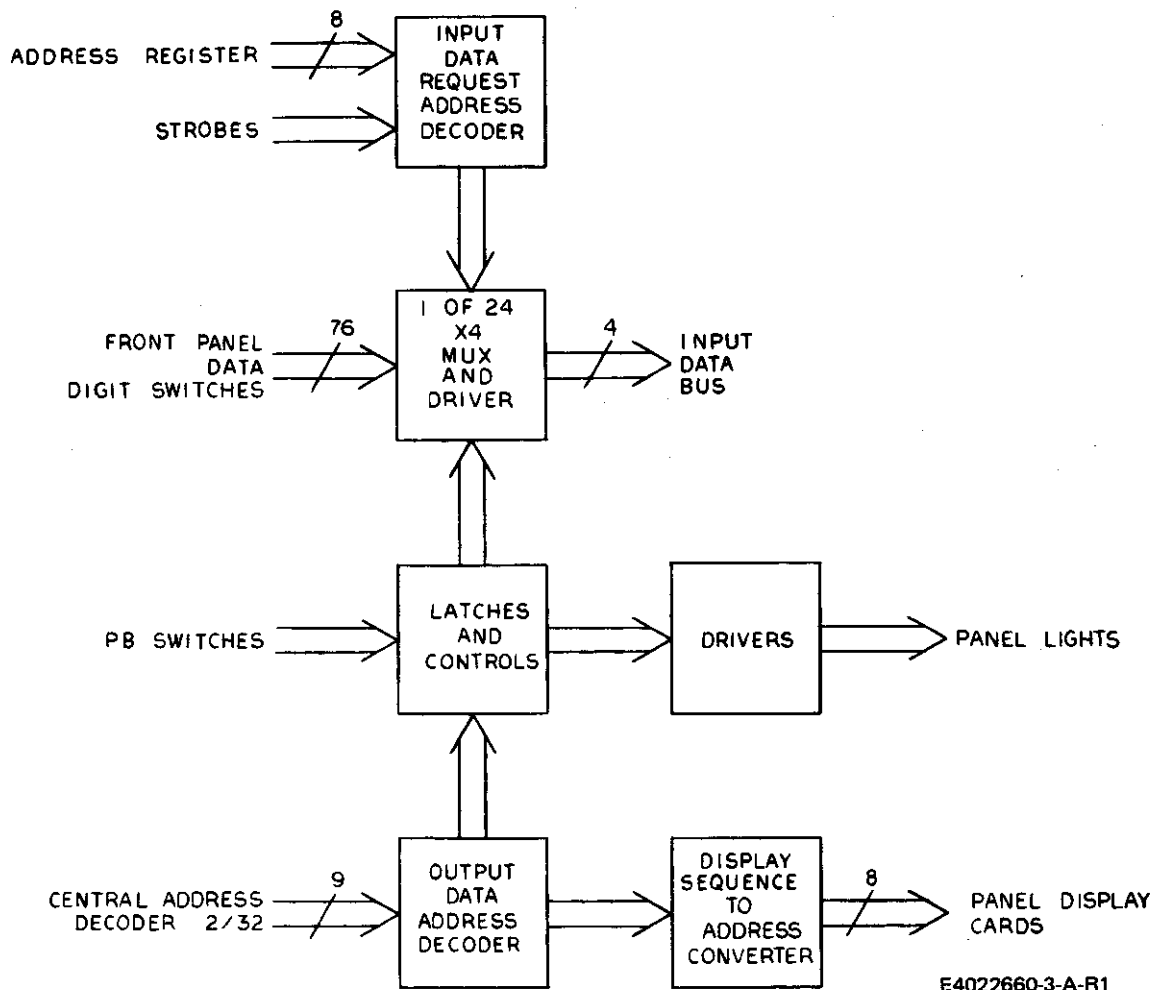 8
ADDRESS REGISTER
STROBES
INPUT
DATA
REQUEST
ADDRESS
DECODER
76
FRONT PANEL
DATA
DIGIT SWITCHES
1 OF 24
X4
MUX
AND
DRIVER
4
INPUT
DATA
BUS
PB SWITCHES
LATCHES
AND
CONTROLS
DRIVERS
PANEL LIGHTS
9
CENTRAL ADDRESS
DECODER 2/32
OUTPUT
DATA
ADDRESS
DECODER
DISPLAY
SEQUENCE
TO
ADDRESS
CONVERTER
8
PANEL DISPLAY
CARDS
E4022660-3-A-R1